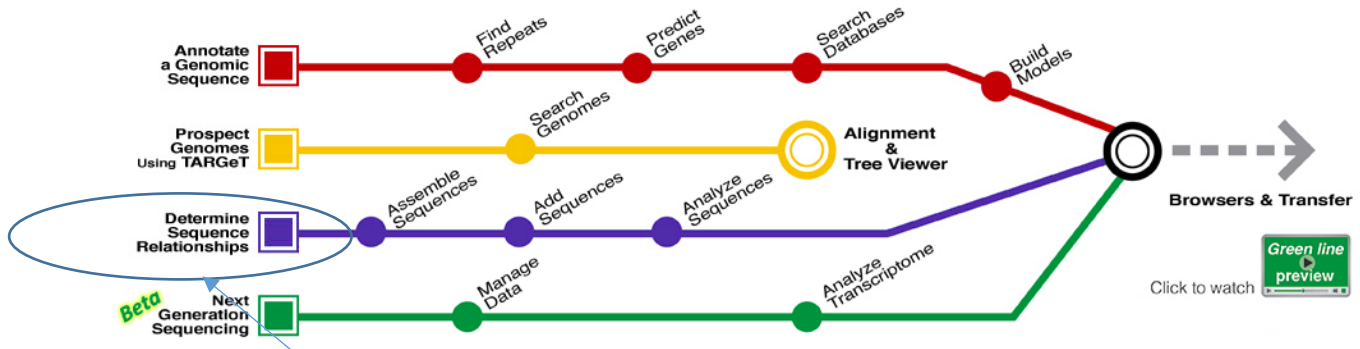 Annotate
a Genomic
Sequence
Find
Repeats
Predict
Genes
Search
Databases
Build
Models
Prospect
Genomes
Using TARGeT
Search
Genomes
Alignment
&
Tree Viewer
Determine
Sequence
Relationships
Assemble
Sequences
Add
Sequences
Analyze
Sequences
Browsers & Transfer
Beta
Next
Generation
Sequencing
Manage
Data
Analyze
Transcriptome
Click to watch
Green line
preview